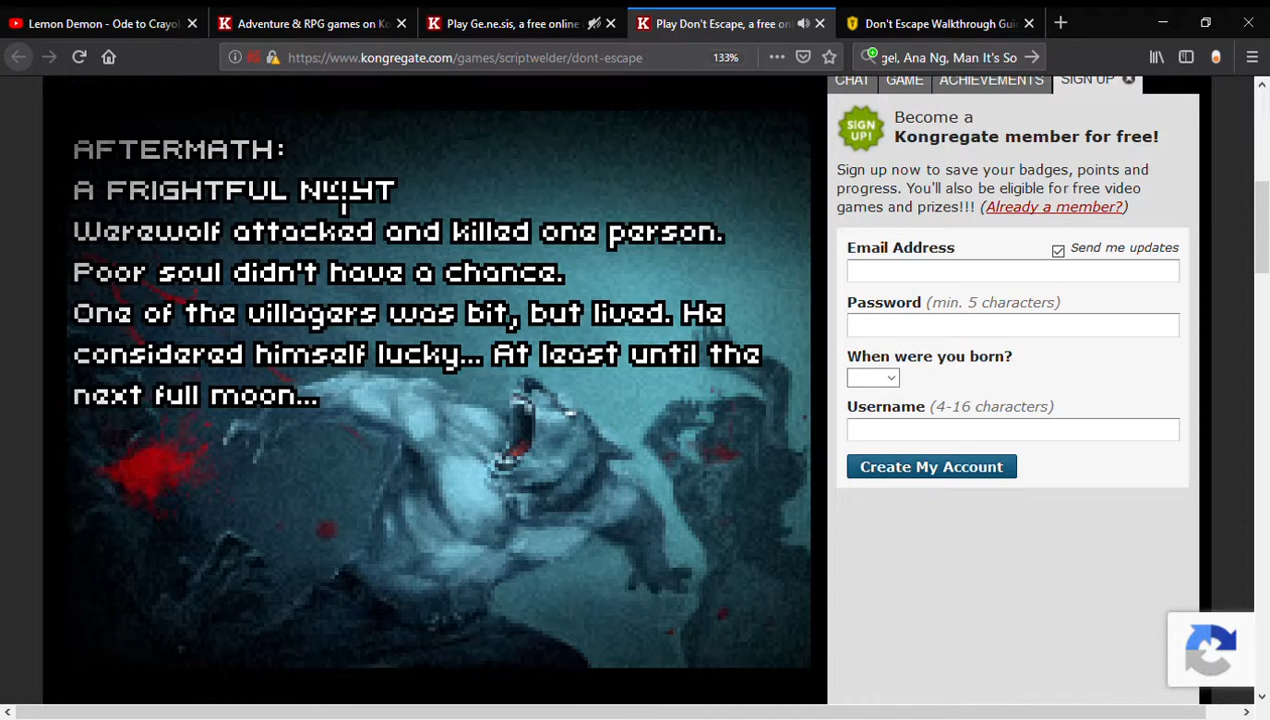 Lemon Demon - Ode to Crayol
Adventure & RPG games on Ko
Play Ge.ne.sis, a free online
Play Don't Escape, a free onl
Don't Escape Walkthrough Gui
https://www.kongregate.com/games/scriptwelder/dont-escape
133%
gel, Ana Ng, Man It's So
CHAT
GAME
ACHIEVEMENTS
SIGN UP
AFTERMATH:
A FRIGHTFUL NIGHT
Werewolf attacked and killed one person.
Poor soul didn't have a chance.
One of the villagers was bit, but lived. He
considered himself lucky... At least until the
next full moon...
SIGN UP!
Become a
Kongregate member for free!
Sign up now to save your badges, points and
progress. You'll also be eligible for free video
games and prizes!!! (Already a member?)
Email Address
Send me updates
Password (min. 5 characters)
When were you born?
Username (4-16 characters)
Create My Account